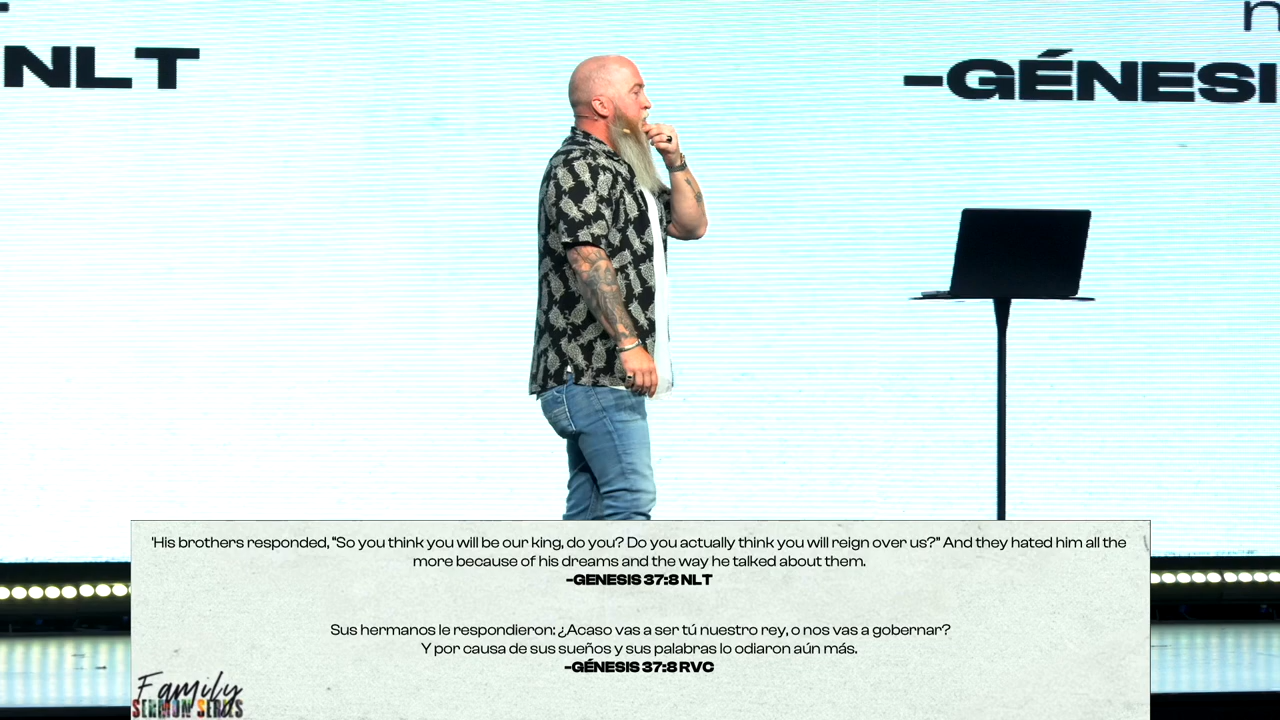 NLT
-GÉNESI
'His brothers responded, "So you think you will be our king, do you? Do you actually think you will reign over us?" And they hated him all the
more because of his dreams and the way he talked about them.
-GENESIS 37:8 NLT
Sus hermanos le respondieron: ¿Acaso vas a ser tú nuestro rey, o nos vas a gobernar?
Y por causa de sus sueños y sus palabras lo odiaron aún más.
-GÉNESIS 37:8 RVC
Family
SERMON SERIES